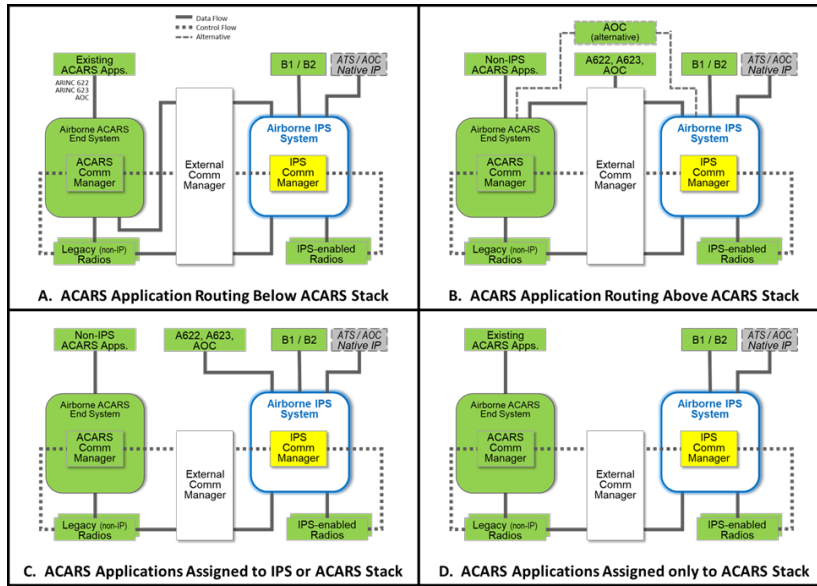 Data Flow
Control Flow
Alternative
Existing
ACARS Apps.
ARINC 622
ARINC 623
AOC
B1 / B2
ATS / AOC
Native IP
Airborne ACARS
End System
ACARS
Comm
Manager
External
Comm
Manager
Airborne IPS
System
IPS
Comm
Manager
Legacy (non-IP)
Radios
IPS-enabled
Radios
A. ACARS Application Routing Below ACARS Stack
AOC
(alternative)
Non-IPS
ACARS Apps.
A622, A623,
AOC
B1 / B2
ATS / AOC
Native IP
Airborne ACARS
End System
ACARS
Comm
Manager
External
Comm
Manager
Airborne IPS
System
IPS
Comm
Manager
Legacy (non-IP)
Radios
IPS-enabled
Radios
B. ACARS Application Routing Above ACARS Stack
Non-IPS
ACARS Apps.
A622, A623,
AOC
B1 / B2
ATS / AOC
Native IP
Airborne ACARS
End System
ACARS
Comm
Manager
External
Comm
Manager
Airborne IPS
System
IPS
Comm
Manager
Legacy (non-IP)
Radios
IPS-enabled
Radios
C. ACARS Applications Assigned to IPS or ACARS Stack
Existing
ACARS Apps.
B1 / B2
ATS / AOC
Native IP
Airborne ACARS
End System
ACARS
Comm
Manager
External
Comm
Manager
Airborne IPS
System
IPS
Comm
Manager
Legacy (non-IP)
Radios
IPS-enabled
Radios
D. ACARS Applications Assigned only to ACARS Stack